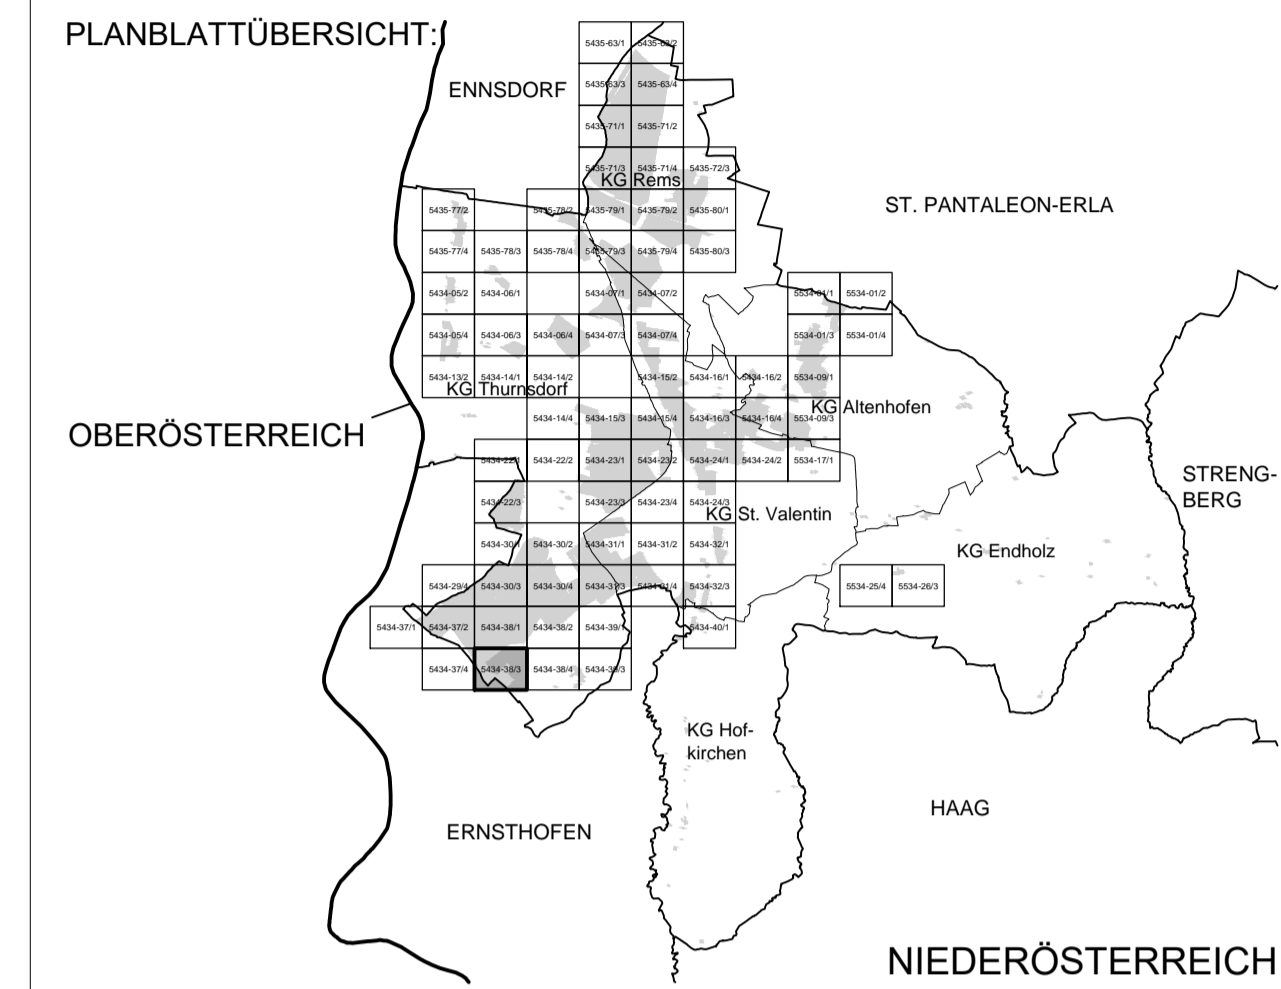 PLANBLATTÜBERSICHT:
5435-63/1 5435-63/2
ENNSDORF
5435-63/3 5435-63/4
5435-71/1 5435-71/2
5435-71/3 5435-71/4 5435-72/3
KG Rems
ST. PANTALEON-ERLA
5435-77/2 5435-78/2 5435-79/1 5435-79/2 5435-80/1
5435-77/4 5435-78/3 5435-78/4 5435-79/3 5435-79/4 5435-80/3
5434-05/2 5434-06/1 5434-07/1 5434-07/2 5534-01/1 5534-01/2
5434-05/4 5434-06/3 5434-06/4 5434-07/3 5434-07/4 5534-01/3 5534-01/4
5434-13/2 5434-14/1 5434-14/2 5434-15/2 5434-16/1 5434-16/2 5534-09/1
KG Thurnsdorf
KG Altenhofen
5434-14/4 5434-15/3 5434-15/4 5434-16/3 5434-16/4 5534-09/3
OBERÖSTERREICH
5434-22/1 5434-22/2 5434-23/1 5434-23/2 5434-24/1 5434-24/2 5534-17/1
STRENG-
BERG
5434-22/3 5434-23/3 5434-23/4 5434-24/3
KG St. Valentin
5434-30/1 5434-30/2 5434-31/1 5434-31/2 5434-32/1
KG Endholz
5434-29/4 5434-30/3 5434-30/4 5434-31/3 5434-31/4 5434-32/3 5534-25/4 5534-26/3
5434-37/1 5434-37/2 5434-38/1 5434-38/2 5434-39/1 5434-40/1
5434-37/4 5434-38/3 5434-38/4 5434-39/3
KG Hof-
kirchen
HAAG
ERNSTHOFEN
NIEDERÖSTERREICH